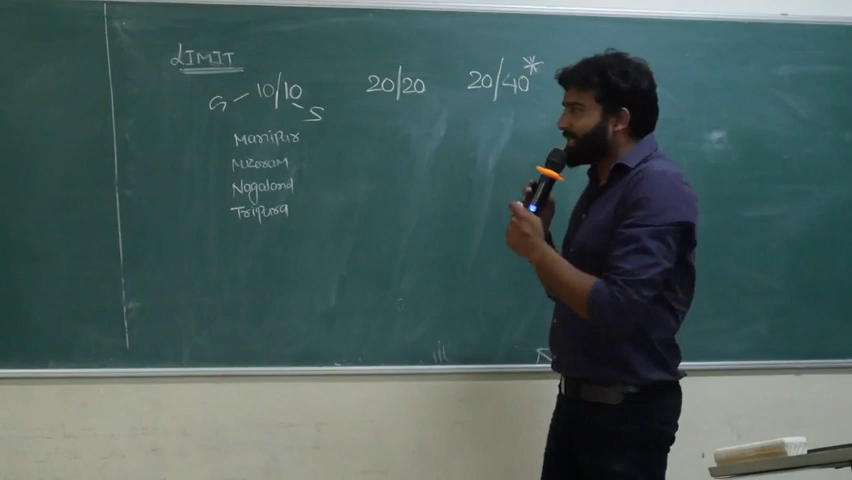 LIMIT
10/10 20/20 20/40*
G S
Manipur
Mizoram
Nagaland
Tripura